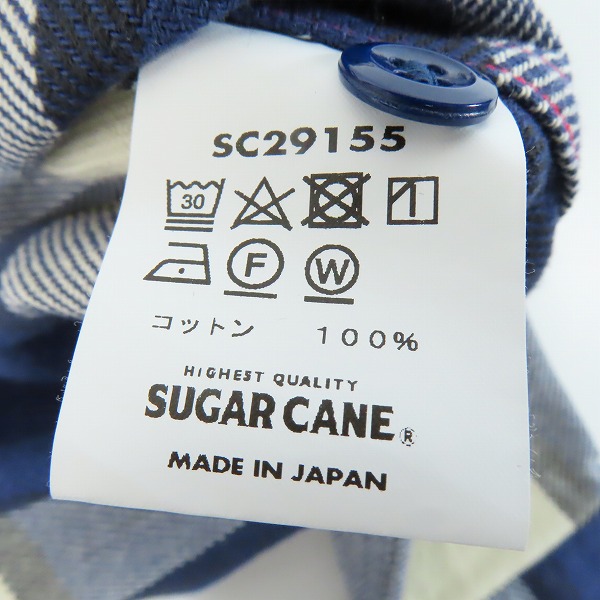 SC29155
30
F W
コットン 100%
HIGHEST QUALITY
SUGAR CANE®
MADE IN JAPAN